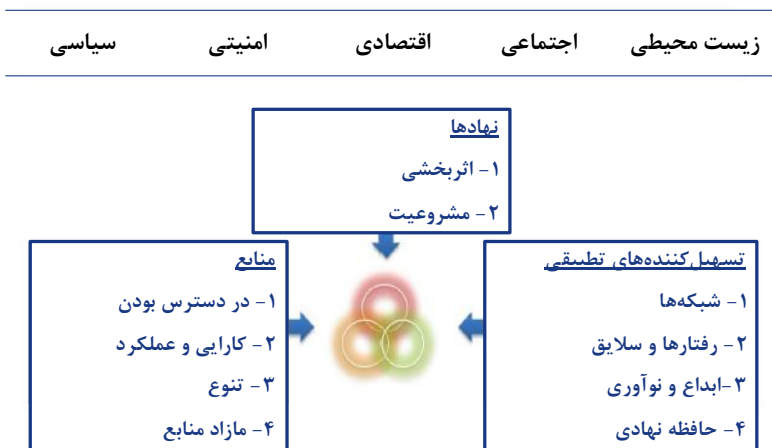 زیست محیطی اجتماعی اقتصادی امنیتی سیاسی
نهادها
۱- اثربخشی
۲- مشروعیت
تسهیل‌کننده‌های تطبیقی
۱- شبکه‌ها
۲- رفتارها و سلایق
۳-ابداع و نوآوری
۴- حافظه نهادی
منابع
۱- در دسترس بودن
۲- کارایی و عملکرد
۳- تنوع
۴- مازاد منابع